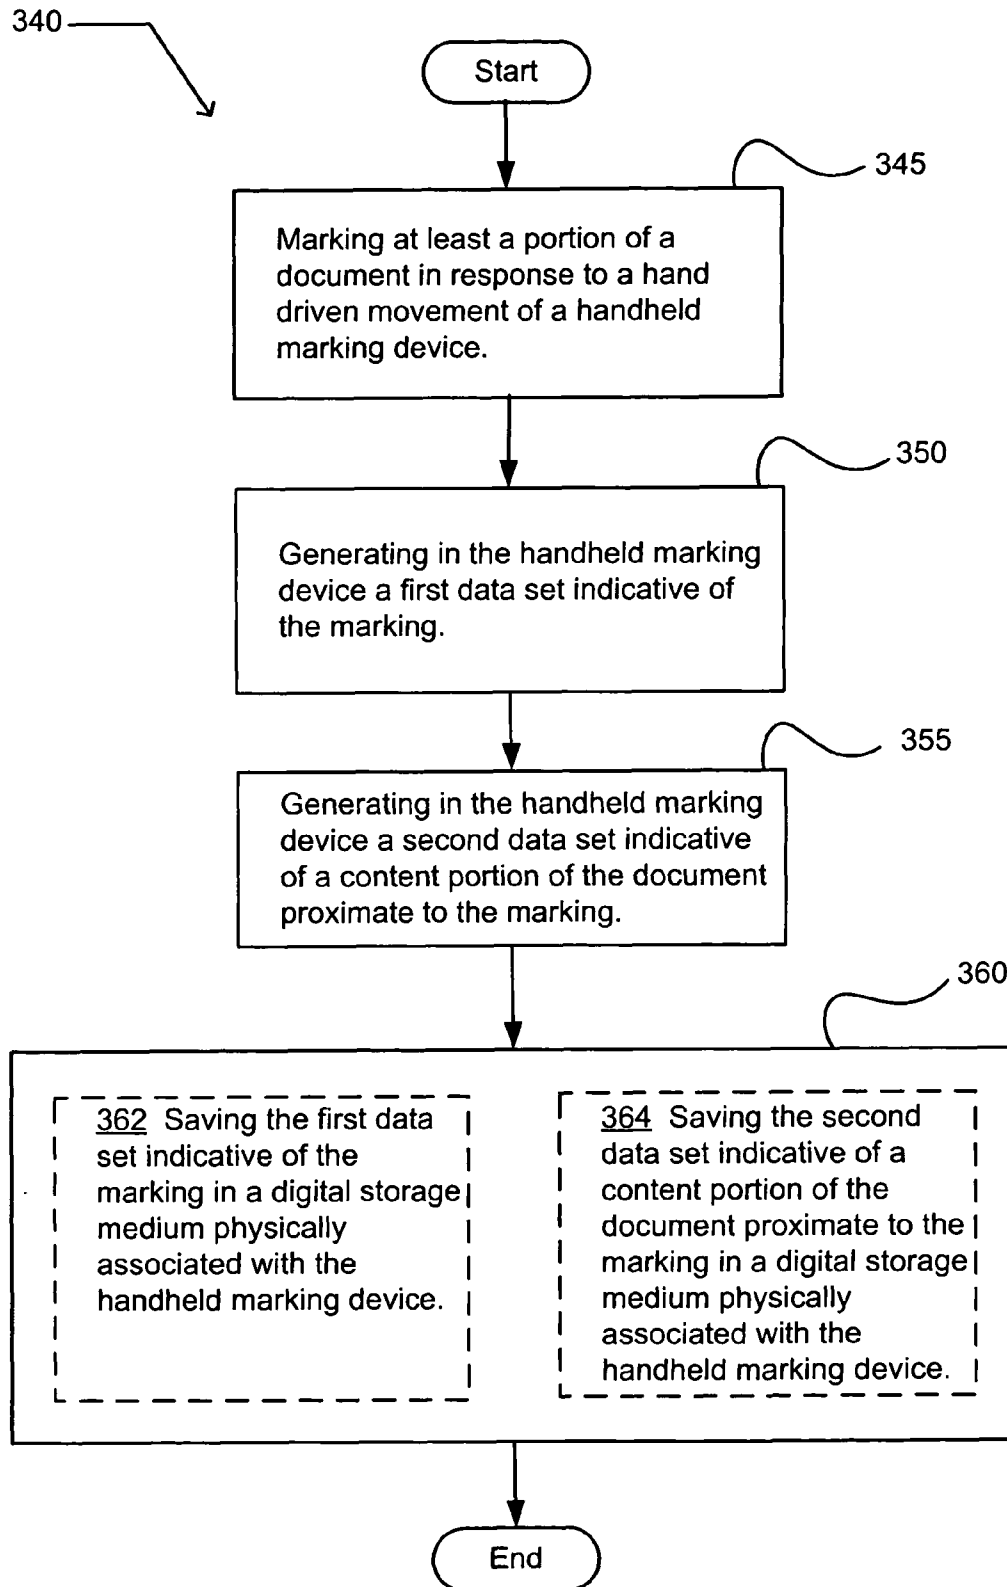 340
Start
345
Marking at least a portion of a
document in response to a hand
driven movement of a handheld
marking device.
350
Generating in the handheld marking
device a first data set indicative of
the marking.
355
Generating in the handheld marking
device a second data set indicative
of a content portion of the document
proximate to the marking.
360
362 Saving the first data
set indicative of the
marking in a digital storage
medium physically
associated with the
handheld marking device.
364 Saving the second
data set indicative of a
content portion of the
document proximate to the
marking in a digital storage
medium physically
associated with the
handheld marking device.
End